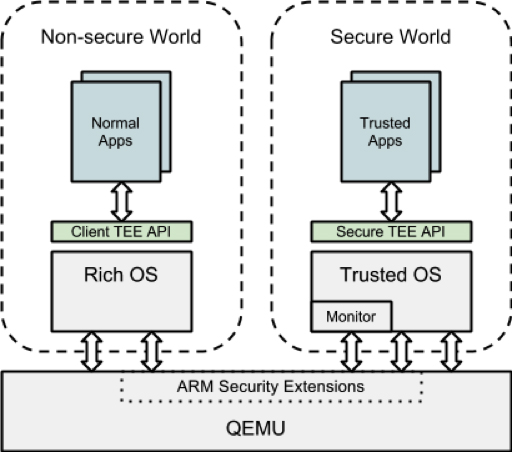 Non-secure World
Secure World
Normal
Apps
Trusted
Apps
Client TEE API
Secure TEE API
Rich OS
Trusted OS
Monitor
ARM Security Extensions
QEMU